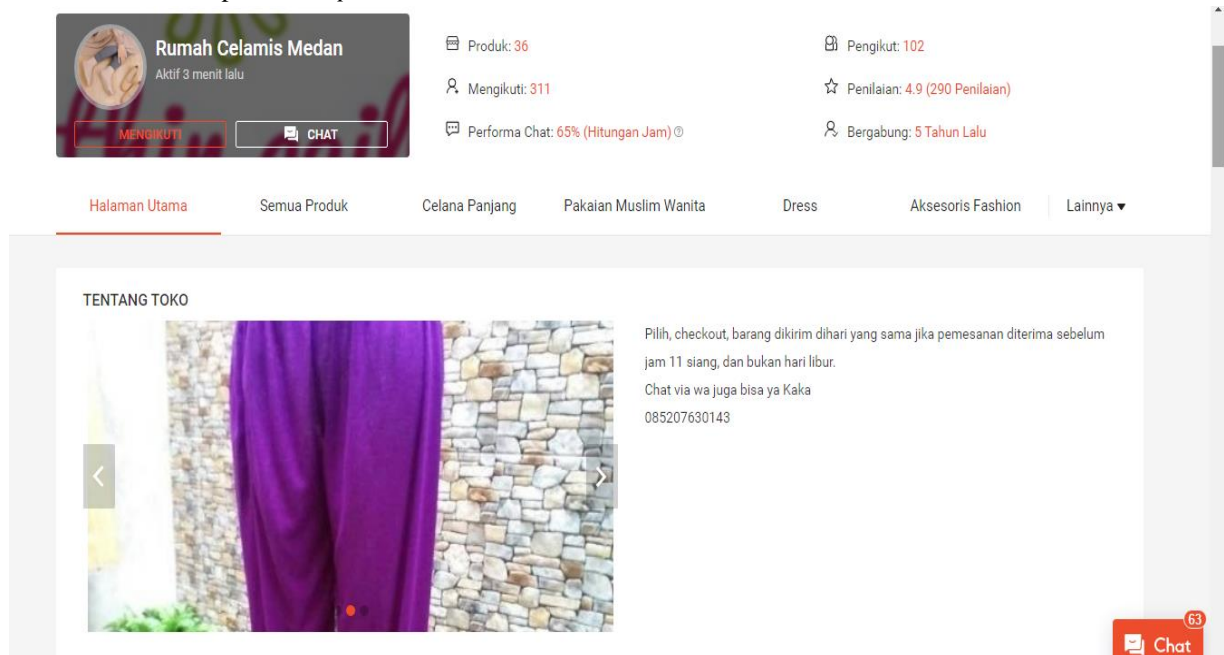 Rumah Celamis Medan
Aktif 3 menit lalu
MENGIKUTI
CHAT
Produk: 36
Mengikuti: 311
Performa Chat: 65% (Hitungan Jam)
Pengikut: 102
Penilaian: 4.9 (290 Penilaian)
Bergabung: 5 Tahun Lalu
Halaman Utama
Semua Produk
Celana Panjang
Pakaian Muslim Wanita
Dress
Aksesoris Fashion
Lainnya
TENTANG TOKO
Pilih, checkout, barang dikirim dihari yang sama jika pemesanan diterima sebelum
jam 11 siang, dan bukan hari libur.
Chat via wa juga bisa ya Kaka
085207630143
63
Chat